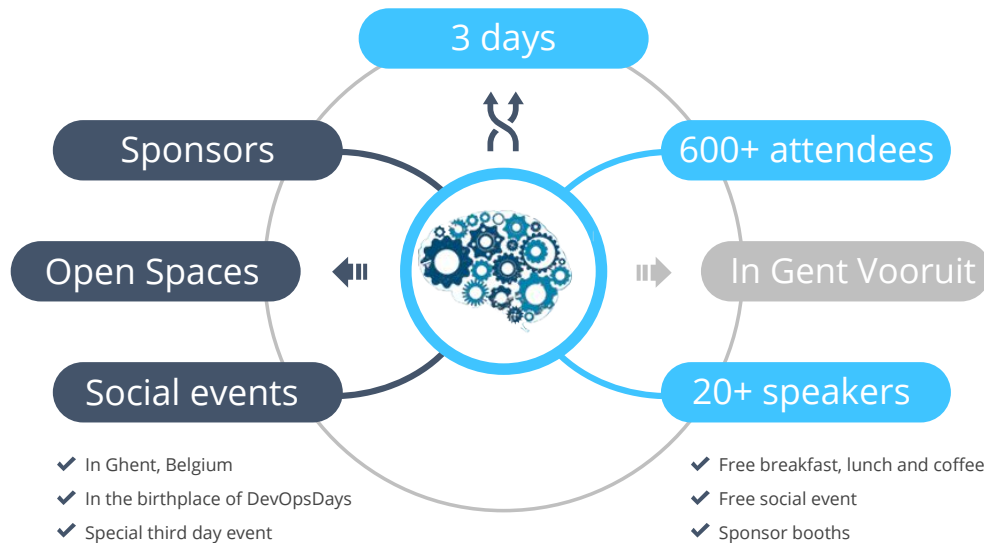 3 days
Sponsors
600+ attendees
Open Spaces
In Gent Vooruit
Social events
20+ speakers
In Ghent, Belgium
In the birthplace of DevOpsDays
Special third day event
Free breakfast, lunch and coffee
Free social event
Sponsor booths